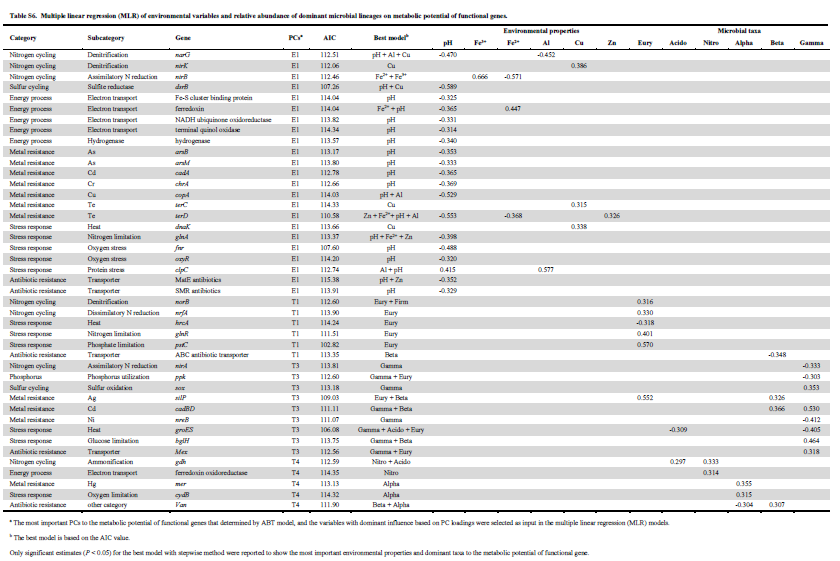 Table S6. Multiple linear regression (MLR) of environmental variables and relative abundance of dominant microbial lineages on metabolic potential of functional genes.
Environmental properties Microbial taxa
Category Subcategory Gene PCsᵃ AIC Best modelᵇ pH Fe²⁺ Fe³⁺ Al Cu Zn Eury Acido Nitro Alpha Beta Gamma
Nitrogen cycling Denitrification narG E1 112.51 pH + Al + Cu -0.470 -0.452
Nitrogen cycling Denitrification nirK E1 112.06 Cu 0.386
Nitrogen cycling Assimilatory N reduction nirB E1 112.46 Fe²⁺ + Fe³⁺ 0.666 -0.571
Sulfur cycling Sulfite reductase dsrB E1 107.26 pH + Cu -0.589
Energy process Electron transport Fe-S cluster binding protein E1 114.04 pH -0.325
Energy process Electron transport ferredoxin E1 114.04 Fe³⁺ + pH -0.365 0.447
Energy process Electron transport NADH ubiquinone oxidoreductase E1 113.82 pH -0.331
Energy process Electron transport terminal quinol oxidase E1 114.34 pH -0.314
Energy process Hydrogenase hydrogenase E1 113.57 pH -0.340
Metal resistance As arsB E1 113.17 pH -0.353
Metal resistance As arsM E1 113.80 pH -0.333
Metal resistance Cd cadA E1 112.78 pH -0.365
Metal resistance Cr chrA E1 112.66 pH -0.369
Metal resistance Cu copA E1 114.03 pH + Al -0.529
Metal resistance Te terC E1 114.33 Cu 0.315
Metal resistance Te terD E1 110.58 Zn + Fe³⁺ + pH + Al -0.553 -0.368 0.326
Stress response Heat dnaK E1 113.66 Cu 0.338
Stress response Nitrogen limitation glnA E1 113.37 pH + Fe³⁺ + Zn -0.398
Stress response Oxygen stress fnr E1 107.60 pH -0.488
Stress response Oxygen stress oxyR E1 114.20 pH -0.320
Stress response Protein stress clpC E1 112.74 Al + pH 0.415 0.577
Antibiotic resistance Transporter MatE antibiotics E1 115.38 pH + Zn -0.352
Antibiotic resistance Transporter SMR antibiotics E1 113.91 pH -0.329
Nitrogen cycling Denitrification norB T1 112.60 Eury + Firm 0.316
Nitrogen cycling Dissimilatory N reduction nrfA T1 113.90 Eury 0.330
Stress response Heat hrcA T1 114.24 Eury -0.318
Stress response Nitrogen limitation glnR T1 111.51 Eury 0.401
Stress response Phosphate limitation pstC T1 102.82 Eury 0.570
Antibiotic resistance Transporter ABC antibiotic transporter T1 113.35 Beta -0.348
Nitrogen cycling Assimilatory N reduction nirA T3 113.81 Gamma -0.333
Phosphorus Phosphorus utilization ppk T3 112.60 Gamma + Eury -0.303
Sulfur cycling Sulfur oxidation sox T3 113.18 Gamma 0.353
Metal resistance Ag silP T3 109.03 Eury + Beta 0.552 0.326
Metal resistance Cd cadBD T3 111.11 Gamma + Beta 0.366 0.530
Metal resistance Ni nreB T3 111.07 Gamma -0.412
Stress response Heat groES T3 106.08 Gamma + Acido + Eury -0.309 -0.405
Stress response Glucose limitation bglH T3 113.75 Gamma + Beta 0.464
Antibiotic resistance Transporter Mex T3 112.56 Gamma + Eury 0.318
Nitrogen cycling Ammonification gdh T4 112.59 Nitro + Acido 0.297 0.333
Energy process Electron transport ferredoxin oxidoreductase T4 114.35 Nitro 0.314
Metal resistance Hg mer T4 113.13 Alpha 0.355
Stress response Oxygen limitation cydB T4 114.32 Alpha 0.315
Antibiotic resistance other category Van T4 111.90 Beta + Alpha -0.304 0.307
ᵃ The most important PCs to the metabolic potential of functional genes that determined by ABT model, and the variables with dominant influence based on PC loadings were selected as input in the multiple linear regression (MLR) models.
ᵇ The best model is based on the AIC value.
Only significant estimates (P < 0.05) for the best model with stepwise method were reported to show the most important environmental properties and dominant taxa to the metabolic potential of functional gene.